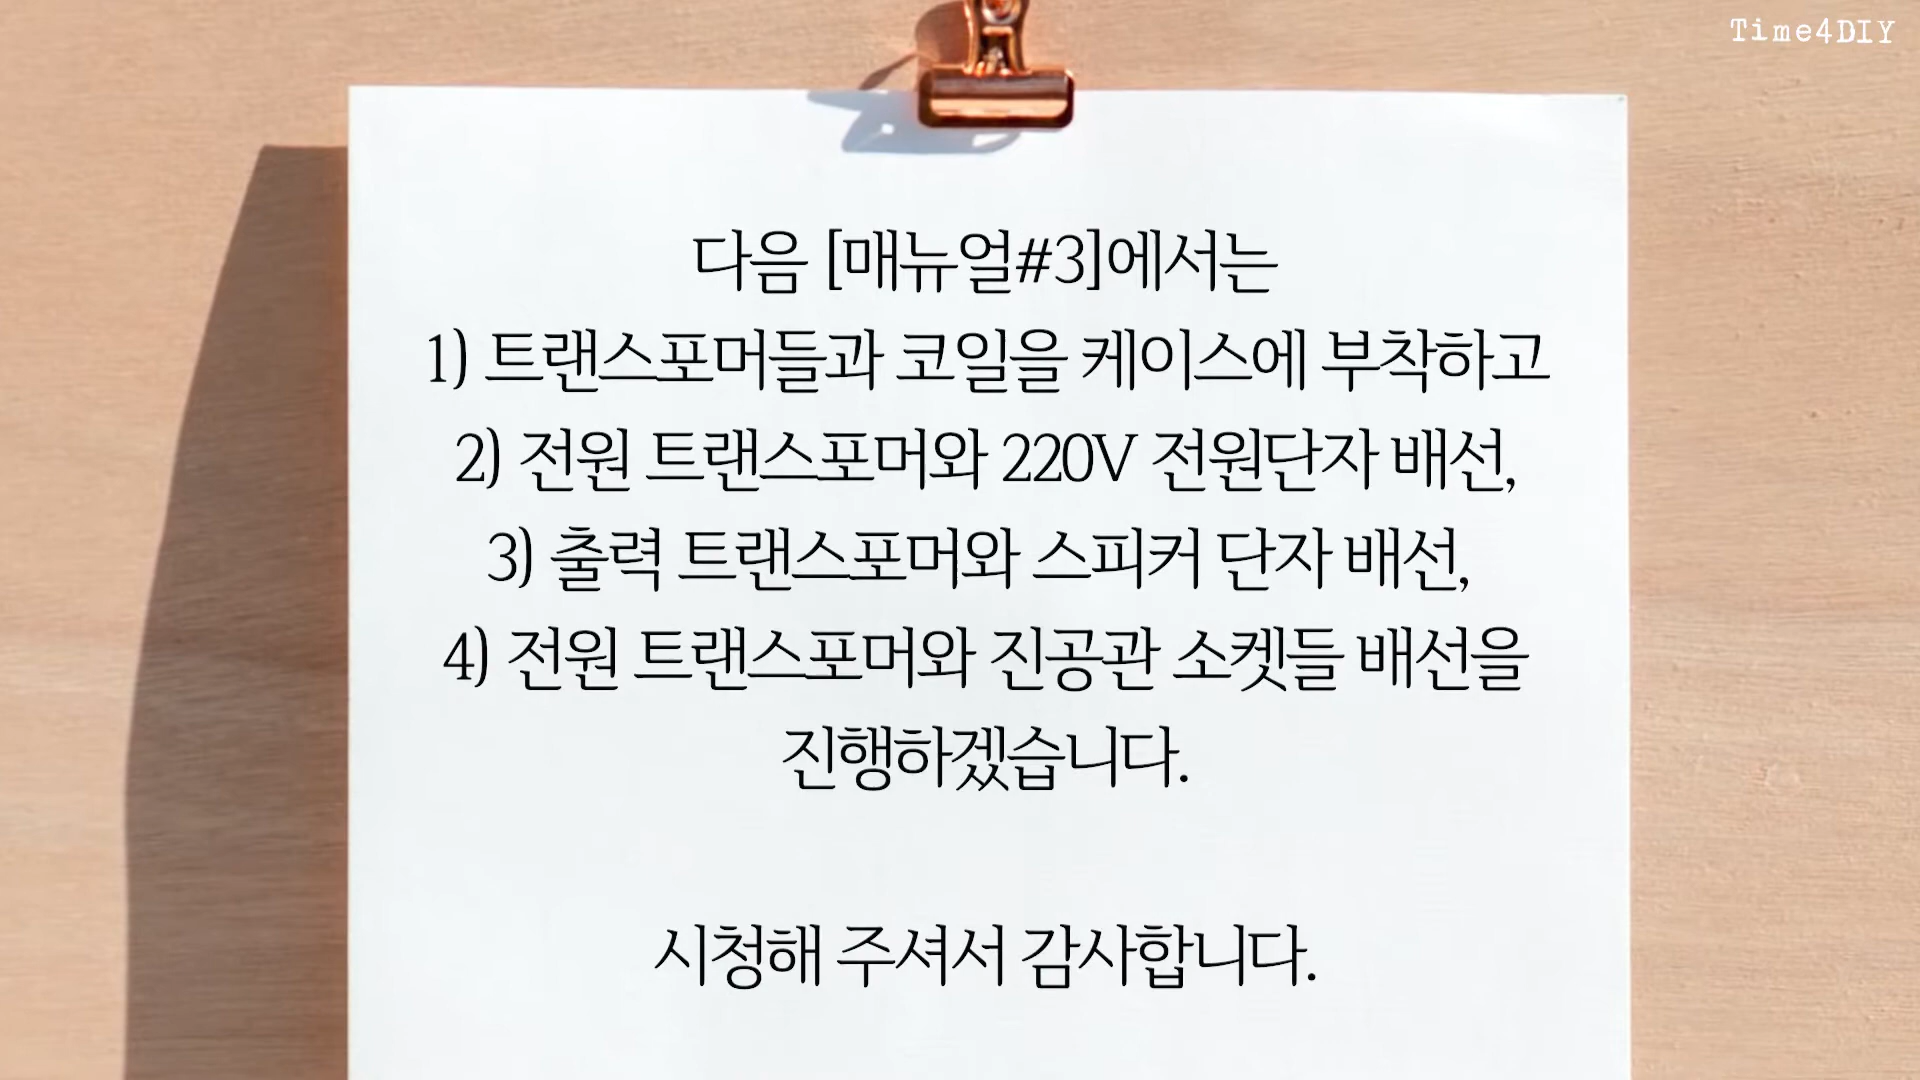 Time4DIY
다음 [매뉴얼#3]에서는
1) 트랜스포머들과 코일을 케이스에 부착하고
2) 전원 트랜스포머와 220V 전원단자 배선,
3) 출력 트랜스포머와 스피커 단자 배선,
4) 전원 트랜스포머와 진공관 소켓들 배선을
진행하겠습니다.
시청해 주셔서 감사합니다.